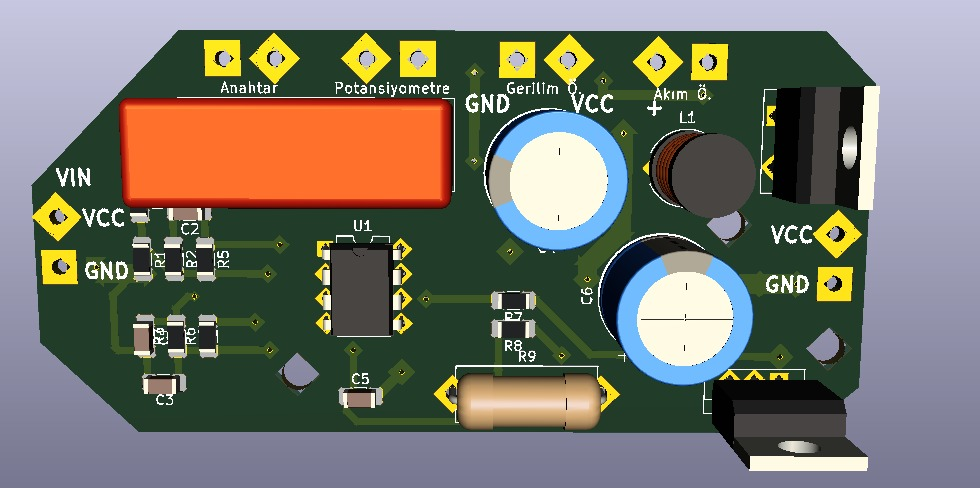 Anahtar
Potansiyometre
Gerilim Ö.
Akım Ö.
GND
VCC
+
L1
VIN
VCC
GND
C2
R1
R2
R5
U1
VCC
GND
C6
R6
R7
R8
R9
C3
C5